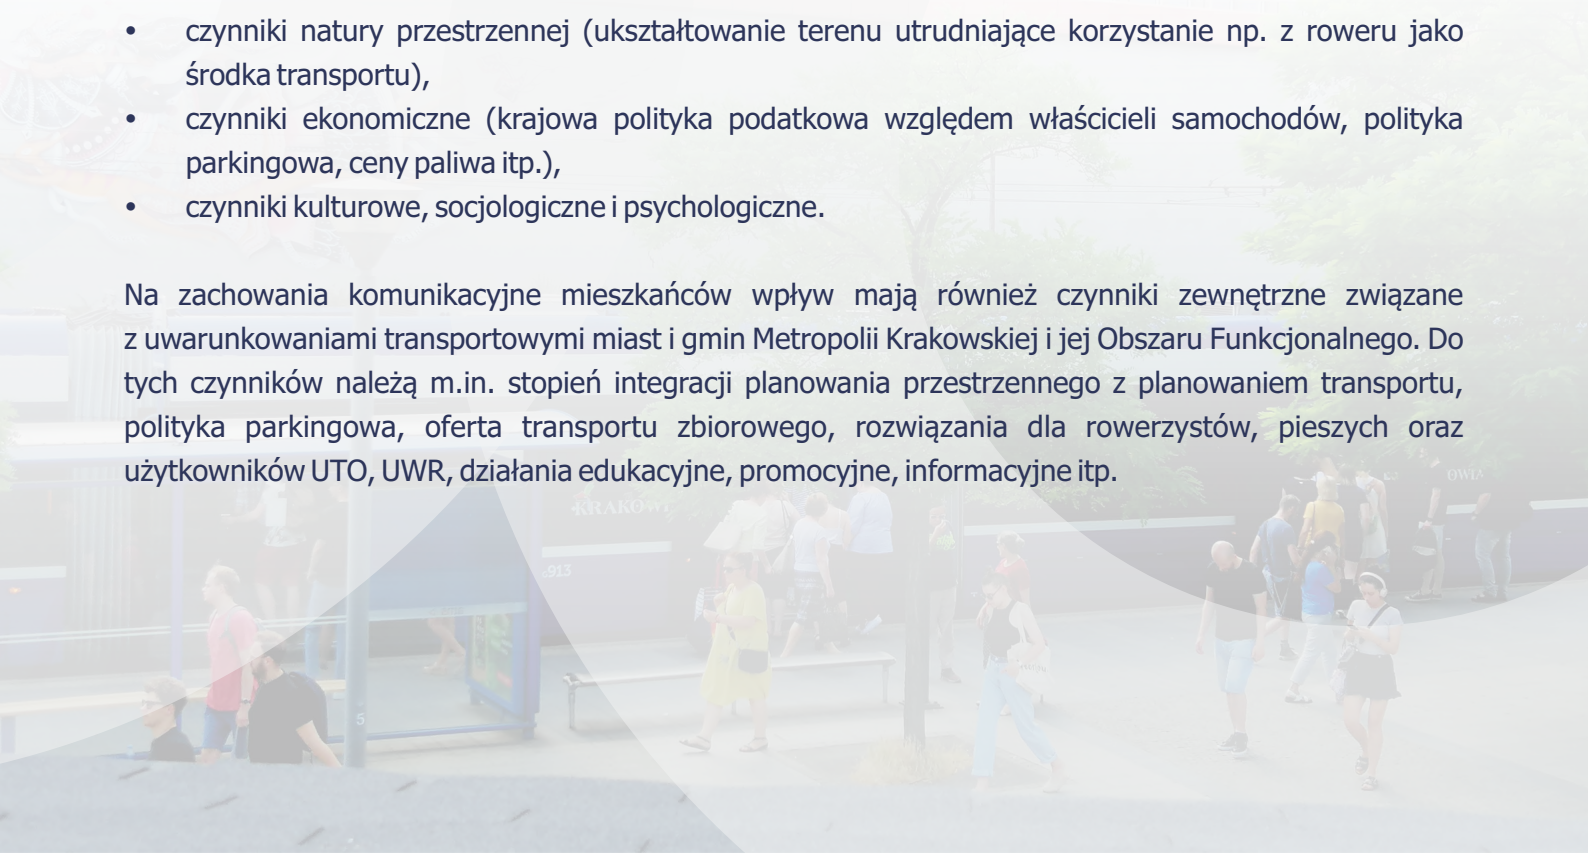 • czynniki natury przestrzennej (ukształtowanie terenu utrudniające korzystanie np. z roweru jako
środka transportu),
• czynniki ekonomiczne (krajowa polityka podatkowa względem właścicieli samochodów, polityka
parkingowa, ceny paliwa itp.),
• czynniki kulturowe, socjologiczne i psychologiczne.
Na zachowania komunikacyjne mieszkańców wpływ mają również czynniki zewnętrzne związane
z uwarunkowaniami transportowymi miast i gmin Metropolii Krakowskiej i jej Obszaru Funkcjonalnego. Do
tych czynników należą m.in. stopień integracji planowania przestrzennego z planowaniem transportu,
polityka parkingowa, oferta transportu zbiorowego, rozwiązania dla rowerzystów, pieszych oraz
użytkowników UTO, UWR, działania edukacyjne, promocyjne, informacyjne itp.
OWIA
KRAKOW
913
5